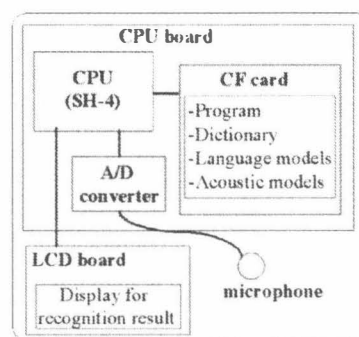 CPU board
CPU
(SH-4)
CF card
-Program
-Dictionary
-Language models
-Acoustic models
A/D
converter
LCD board
Display for
recognition result
microphone